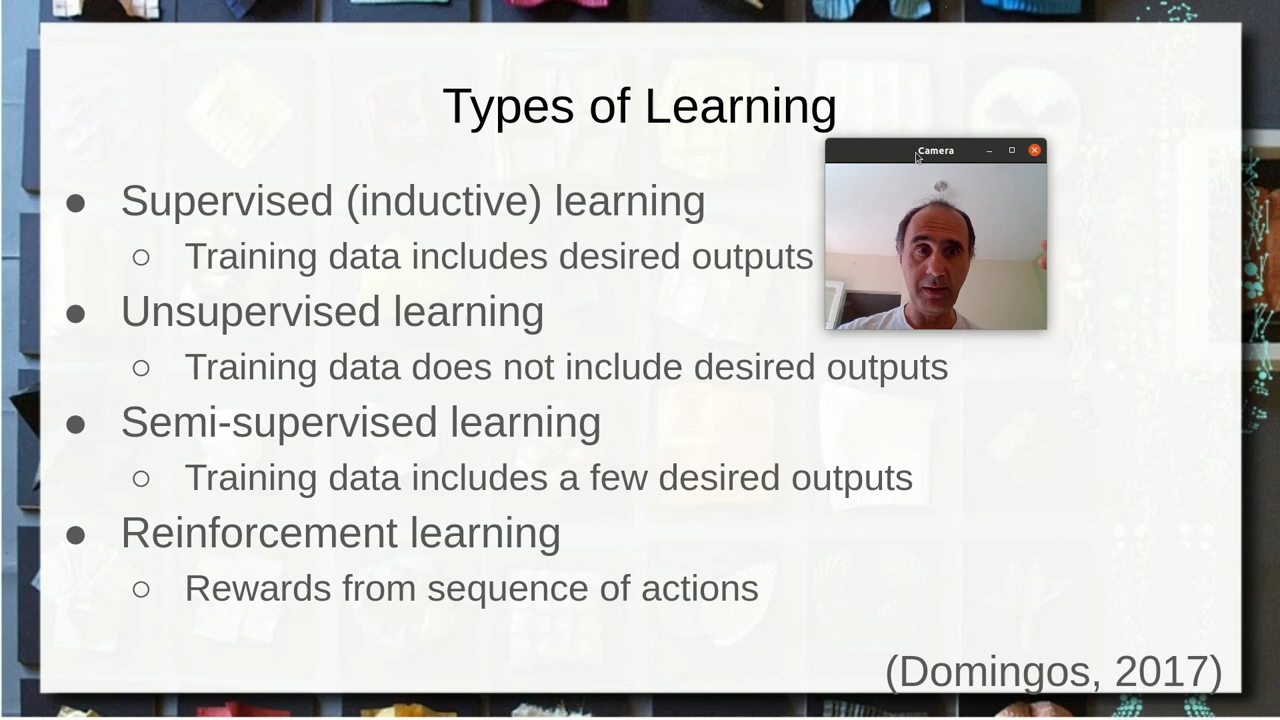 Types of Learning
Camera
● Supervised (inductive) learning
○ Training data includes desired outputs
● Unsupervised learning
○ Training data does not include desired outputs
● Semi-supervised learning
○ Training data includes a few desired outputs
● Reinforcement learning
○ Rewards from sequence of actions
(Domingos, 2017)